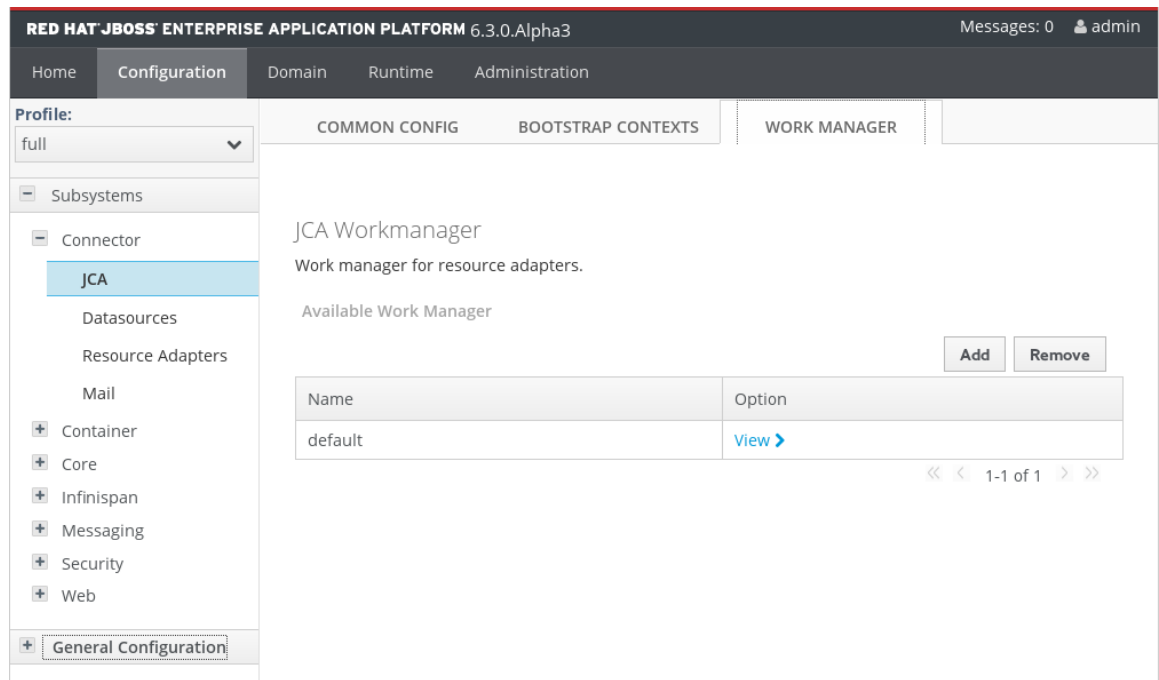 RED HAT JBOSS ENTERPRISE APPLICATION PLATFORM 6.3.0.Alpha3
Messages: 0 admin
Home Configuration Domain Runtime Administration
Profile:
full
COMMON CONFIG BOOTSTRAP CONTEXTS WORK MANAGER
Subsystems
Connector
JCA
Datasources
Resource Adapters
Mail
Container
Core
Infinispan
Messaging
Security
Web
General Configuration
JCA Workmanager
Work manager for resource adapters.
Available Work Manager
Add Remove
Name Option
default View
1-1 of 1